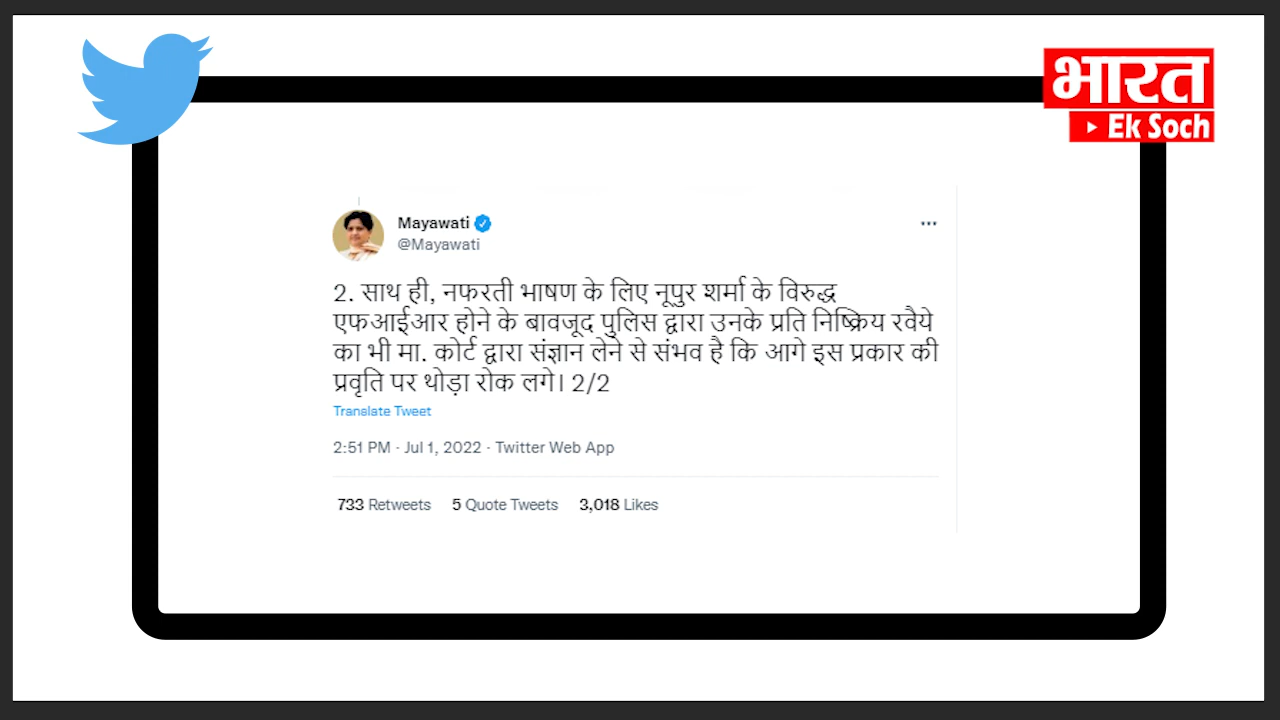 भारत
Ek Soch
Mayawati
@Mayawati
2. साथ ही, नफरती भाषण के लिए नूपुर शर्मा के विरुद्ध
एफआईआर होने के बावजूद पुलिस द्वारा उनके प्रति निष्क्रिय रवैये
का भी मा. कोर्ट द्वारा संज्ञान लेने से संभव है कि आगे इस प्रकार की
प्रवृति पर थोड़ा रोक लगे। 2/2
Translate Tweet
2:51 PM · Jul 1, 2022 · Twitter Web App
733 Retweets 5 Quote Tweets 3,018 Likes